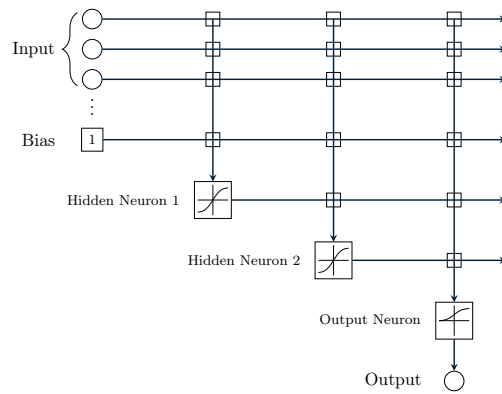 Input
Bias
1
Hidden Neuron 1
Hidden Neuron 2
Output Neuron
Output